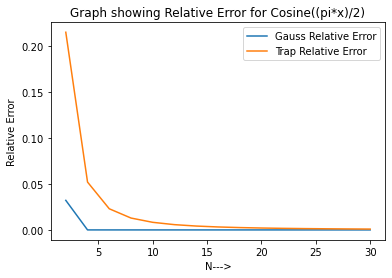 Graph showing Relative Error for Cosine((pi*x)/2)
Gauss Relative Error
Trap Relative Error
0.20
0.15
0.10
0.05
0.00
Relative Error
5
10
15
20
25
30
N--->